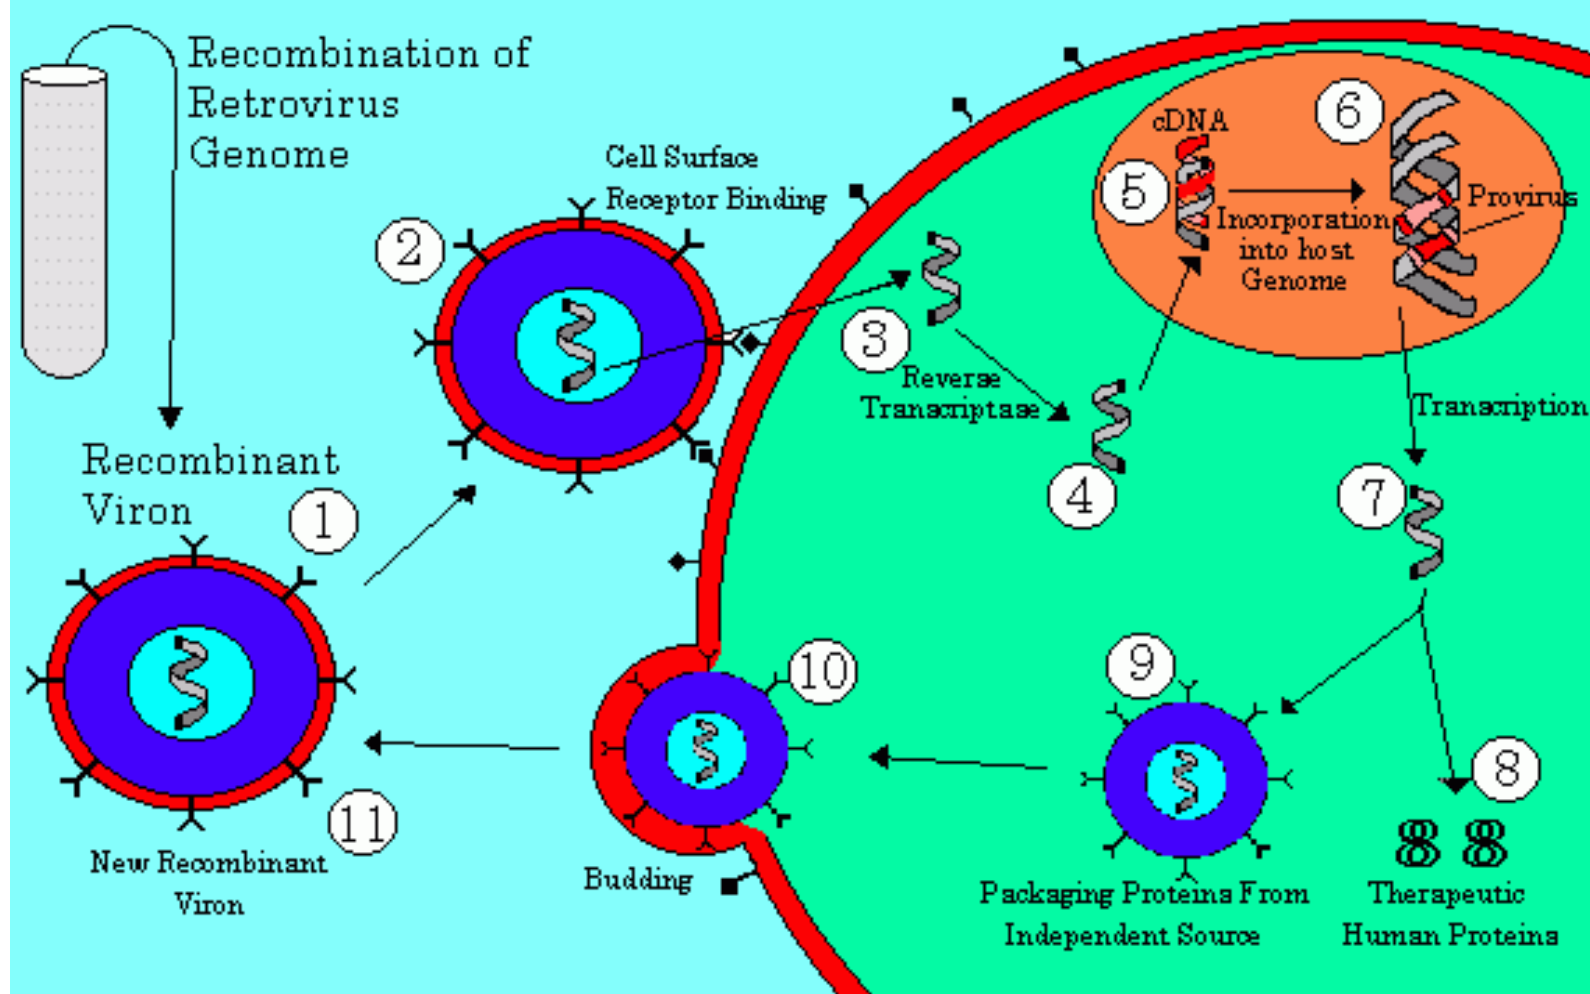 Recombination of
Retrovirus
Genome
Cell Surface
Receptor Binding
2
Recombinant
Viron
1
3
Reverse
Transcriptase
4
cDNA
5
6
Incorporation
into host
Genome
Provirus
Transcription
7
8
Therapeutic
Human Proteins
9
Packaging Proteins From
Independent Source
10
Budding
11
New Recombinant
Viron